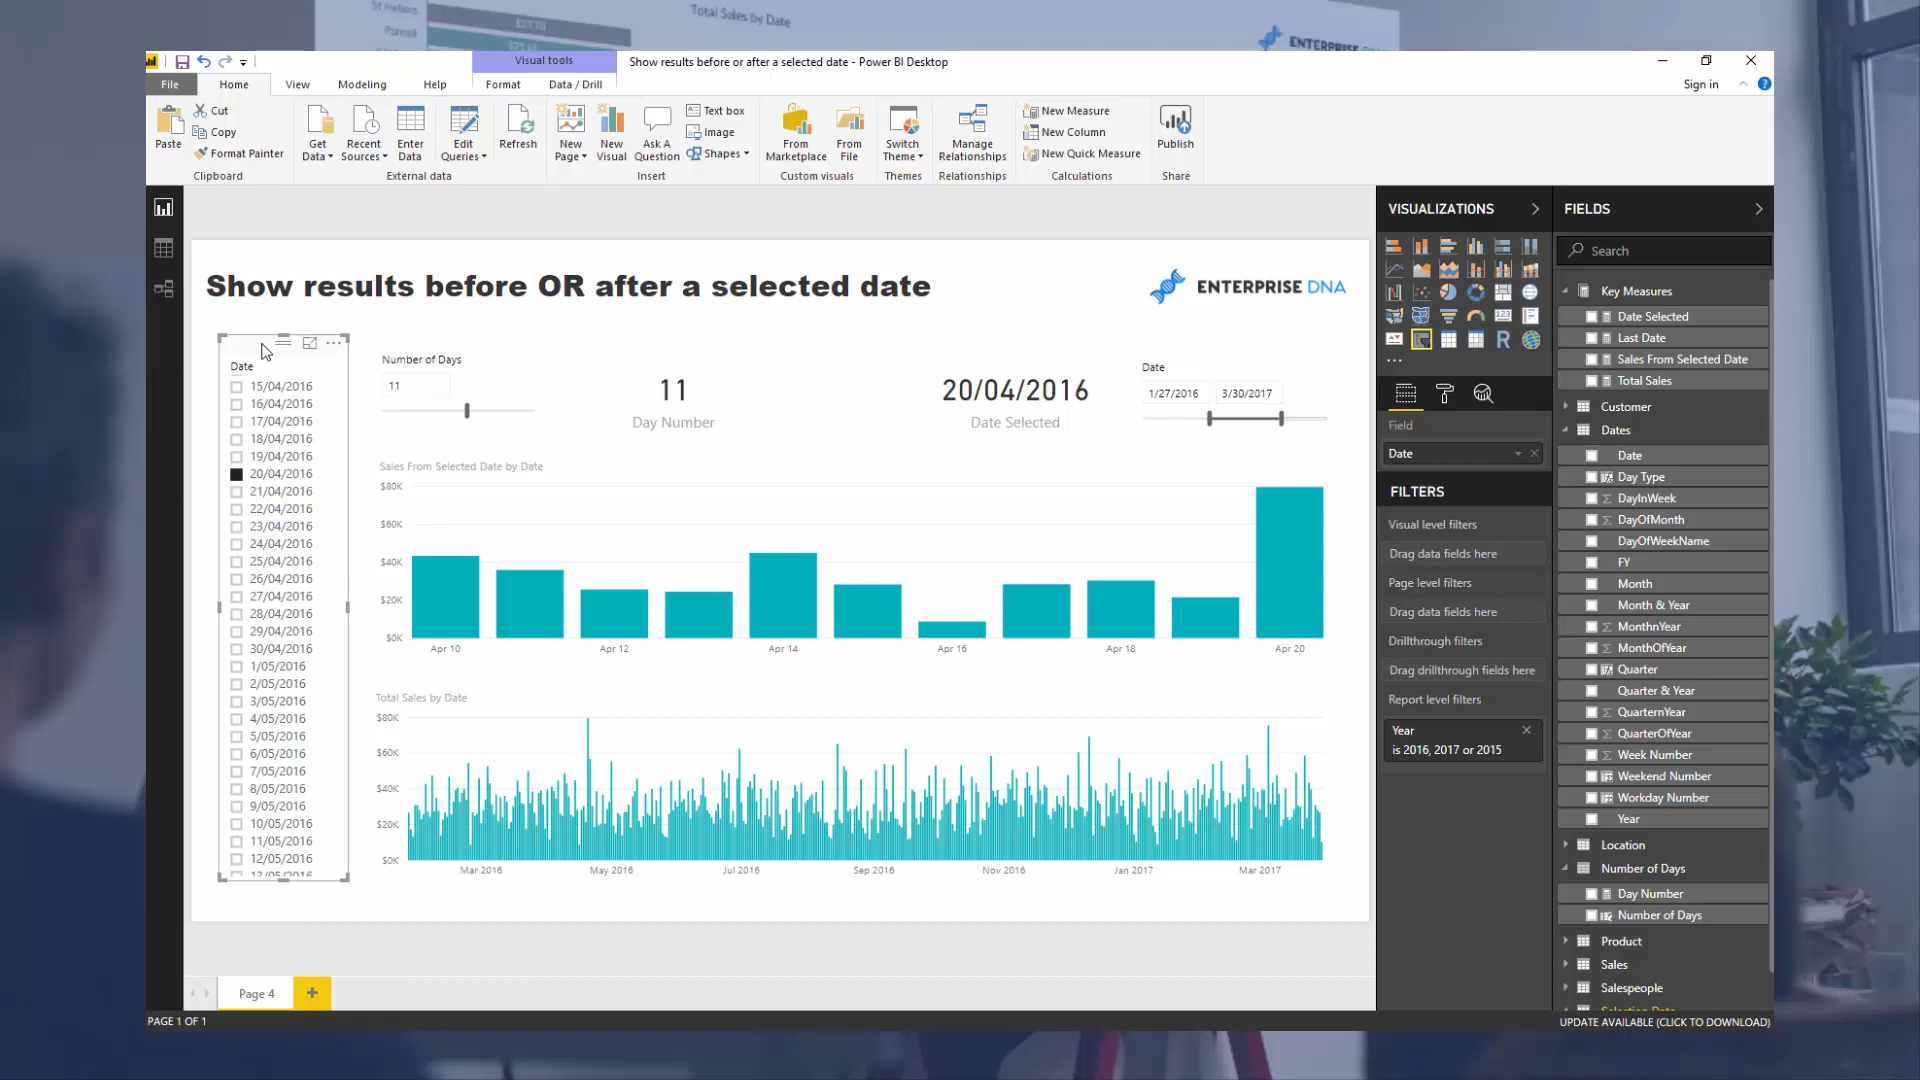 St Heliers
Parnell
Total Sales by Date
ENTERPRISE DNA
Visual tools
Show results before or after a selected date - Power BI Desktop
File
Home
View
Modeling
Help
Format
Data / Drill
Sign in
Paste
Cut
Copy
Format Painter
Clipboard
Get Data
Recent Sources
Enter Data
Edit Queries
Refresh
External data
New Page
New Visual
Ask A Question
Text box
Image
Shapes
Insert
From Marketplace
From File
Custom visuals
Switch Theme
Themes
Manage Relationships
Relationships
New Measure
New Column
New Quick Measure
Calculations
Publish
Share
Show results before OR after a selected date
ENTERPRISE DNA
Date
15/04/2016
16/04/2016
17/04/2016
18/04/2016
19/04/2016
20/04/2016
21/04/2016
22/04/2016
23/04/2016
24/04/2016
25/04/2016
26/04/2016
27/04/2016
28/04/2016
29/04/2016
30/04/2016
1/05/2016
2/05/2016
3/05/2016
4/05/2016
5/05/2016
6/05/2016
7/05/2016
8/05/2016
9/05/2016
10/05/2016
11/05/2016
12/05/2016
13/05/2016
Number of Days
11
11
Day Number
20/04/2016
Date Selected
Date
1/27/2016 3/30/2017
Sales From Selected Date by Date
$80K
$60K
$40K
$20K
$0K
Apr 10 Apr 12 Apr 14 Apr 16 Apr 18 Apr 20
Total Sales by Date
$80K
$60K
$40K
$20K
$0K
Mar 2016 May 2016 Jul 2016 Sep 2016 Nov 2016 Jan 2017 Mar 2017
VISUALIZATIONS
Field
Date
FILTERS
Visual level filters
Drag data fields here
Page level filters
Drag data fields here
Drillthrough filters
Drag drillthrough fields here
Report level filters
Year
is 2016, 2017 or 2015
FIELDS
Search
Key Measures
Date Selected
Last Date
Sales From Selected Date
Total Sales
Customer
Dates
Date
Day Type
DayInWeek
DayOfMonth
DayOfWeekName
FY
Month
Month & Year
MonthnYear
MonthOfYear
Quarter
Quarter & Year
QuarternYear
QuarterOfYear
Week Number
Weekend Number
Workday Number
Year
Location
Number of Days
Day Number
Number of Days
Product
Sales
Salespeople
Page 4
PAGE 1 OF 1
UPDATE AVAILABLE (CLICK TO DOWNLOAD)